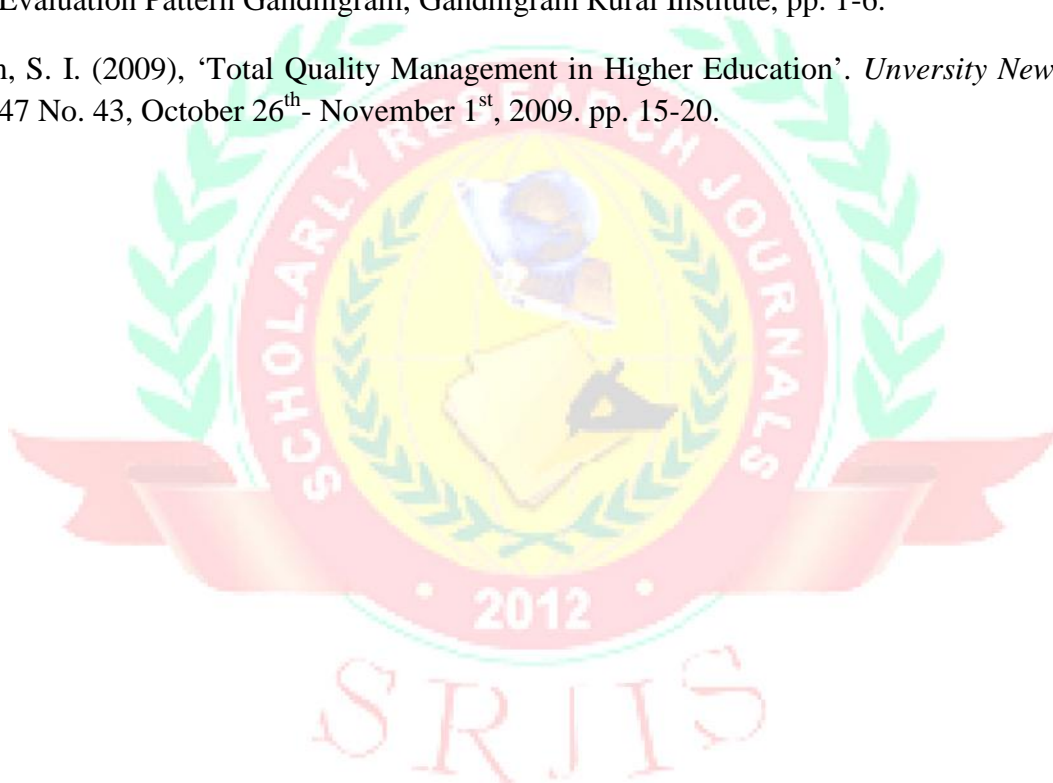 Evaluation Pattern Gandhigram, Gandhigram Rural Institute, pp. 1-6.
n, S. I. (2009), ‘Total Quality Management in Higher Education’. Unversity New
47 No. 43, October 26th- November 1st, 2009. pp. 15-20.
SCHOLARLY RESEARCH JOURNALS
• 2012 •
SRJIS